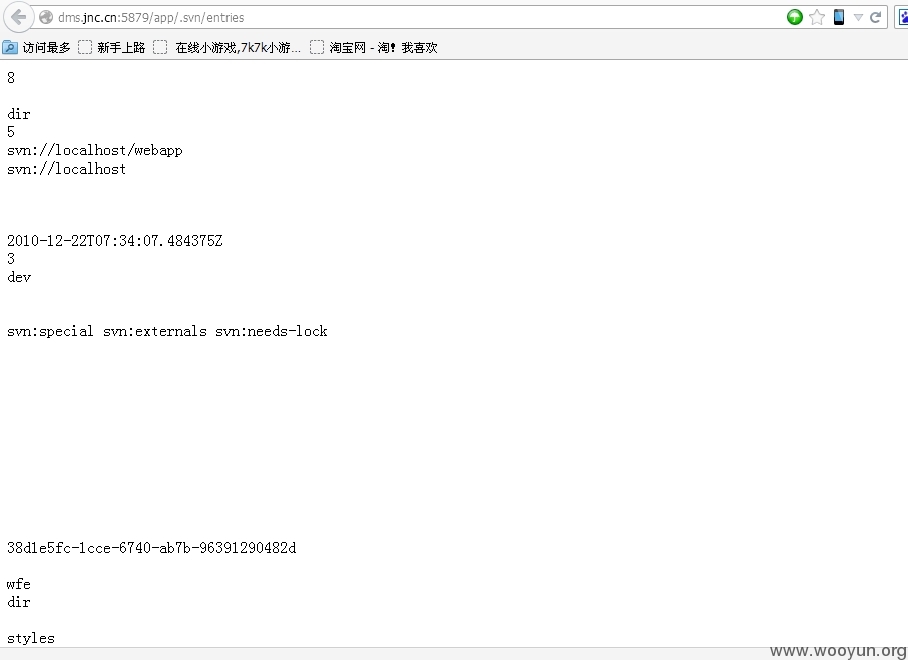 dms.jnc.cn:5879/app/.svn/entries
访问最多 新手上路 在线小游戏,7k7k小游... 淘宝网 - 淘! 我喜欢
8
dir
5
svn://localhost/webapp
svn://localhost
2010-12-22T07:34:07.484375Z
3
dev
svn:special svn:externals svn:needs-lock
38d1e5fc-1cce-6740-ab7b-96391290482d
wfe
dir
styles
www.wooyun.org